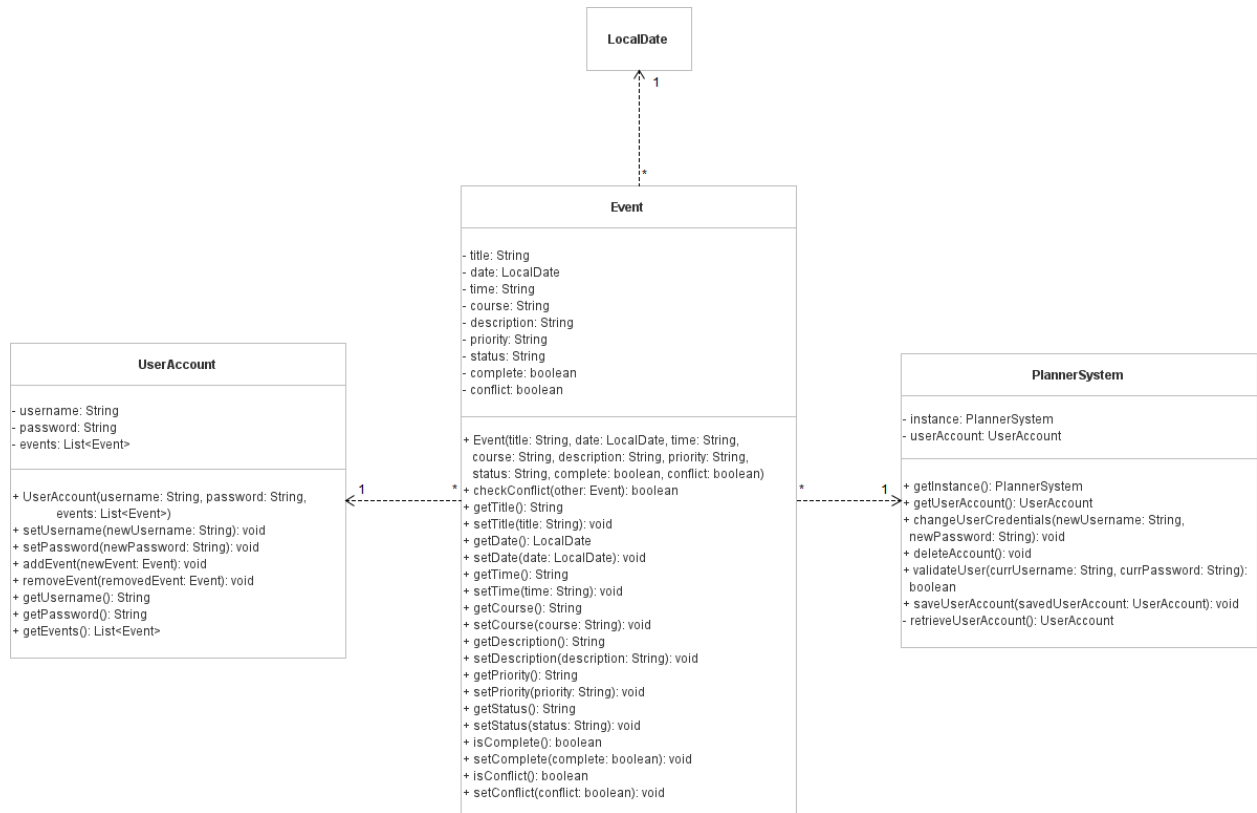 LocalDate
1
*
Event
- title: String
- date: LocalDate
- time: String
- course: String
- description: String
- priority: String
- status: String
- complete: boolean
- conflict: boolean
+ Event(title: String, date: LocalDate, time: String,
course: String, description: String, priority: String,
status: String, complete: boolean, conflict: boolean)
+ checkConflict(other: Event): boolean
+ getTitle(): String
+ setTitle(title: String): void
+ getDate(): LocalDate
+ setDate(date: LocalDate): void
+ getTime(): String
+ setTime(time: String): void
+ getCourse(): String
+ setCourse(course: String): void
+ getDescription(): String
+ setDescription(description: String): void
+ getPriority(): String
+ setPriority(priority: String): void
+ getStatus(): String
+ setStatus(status: String): void
+ isComplete(): boolean
+ setComplete(complete: boolean): void
+ isConflict(): boolean
+ setConflict(conflict: boolean): void
UserAccount
- username: String
- password: String
- events: List<Event>
+ UserAccount(username: String, password: String,
events: List<Event>)
+ setUsername(newUsername: String): void
+ setPassword(newPassword: String): void
+ addEvent(newEvent: Event): void
+ removeEvent(removedEvent: Event): void
+ getUsername(): String
+ getPassword(): String
+ getEvents(): List<Event>
1
*
*
1
PlannerSystem
- instance: PlannerSystem
- userAccount: UserAccount
+ getInstance(): PlannerSystem
+ getUserAccount(): UserAccount
+ changeUserCredentials(newUsername: String,
newPassword: String): void
+ deleteAccount(): void
+ validateUser(currUsername: String, currPassword: String):
boolean
+ saveUserAccount(savedUserAccount: UserAccount): void
- retrieveUserAccount(): UserAccount